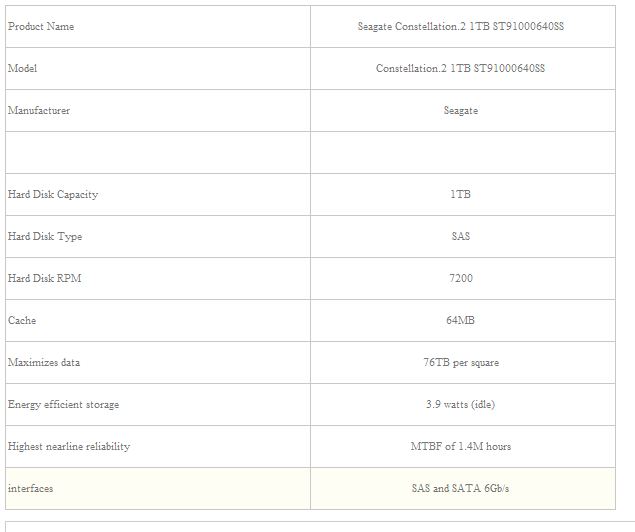 Product Name Seagate Constellation.2 1TB ST91000640SS
Model Constellation.2 1TB ST91000640SS
Manufacturer Seagate
Hard Disk Capacity 1TB
Hard Disk Type SAS
Hard Disk RPM 7200
Cache 64MB
Maximizes data 76TB per square
Energy efficient storage 3.9 watts (idle)
Highest nearline reliability MTBF of 1.4M hours
interfaces SAS and SATA 6Gb/s